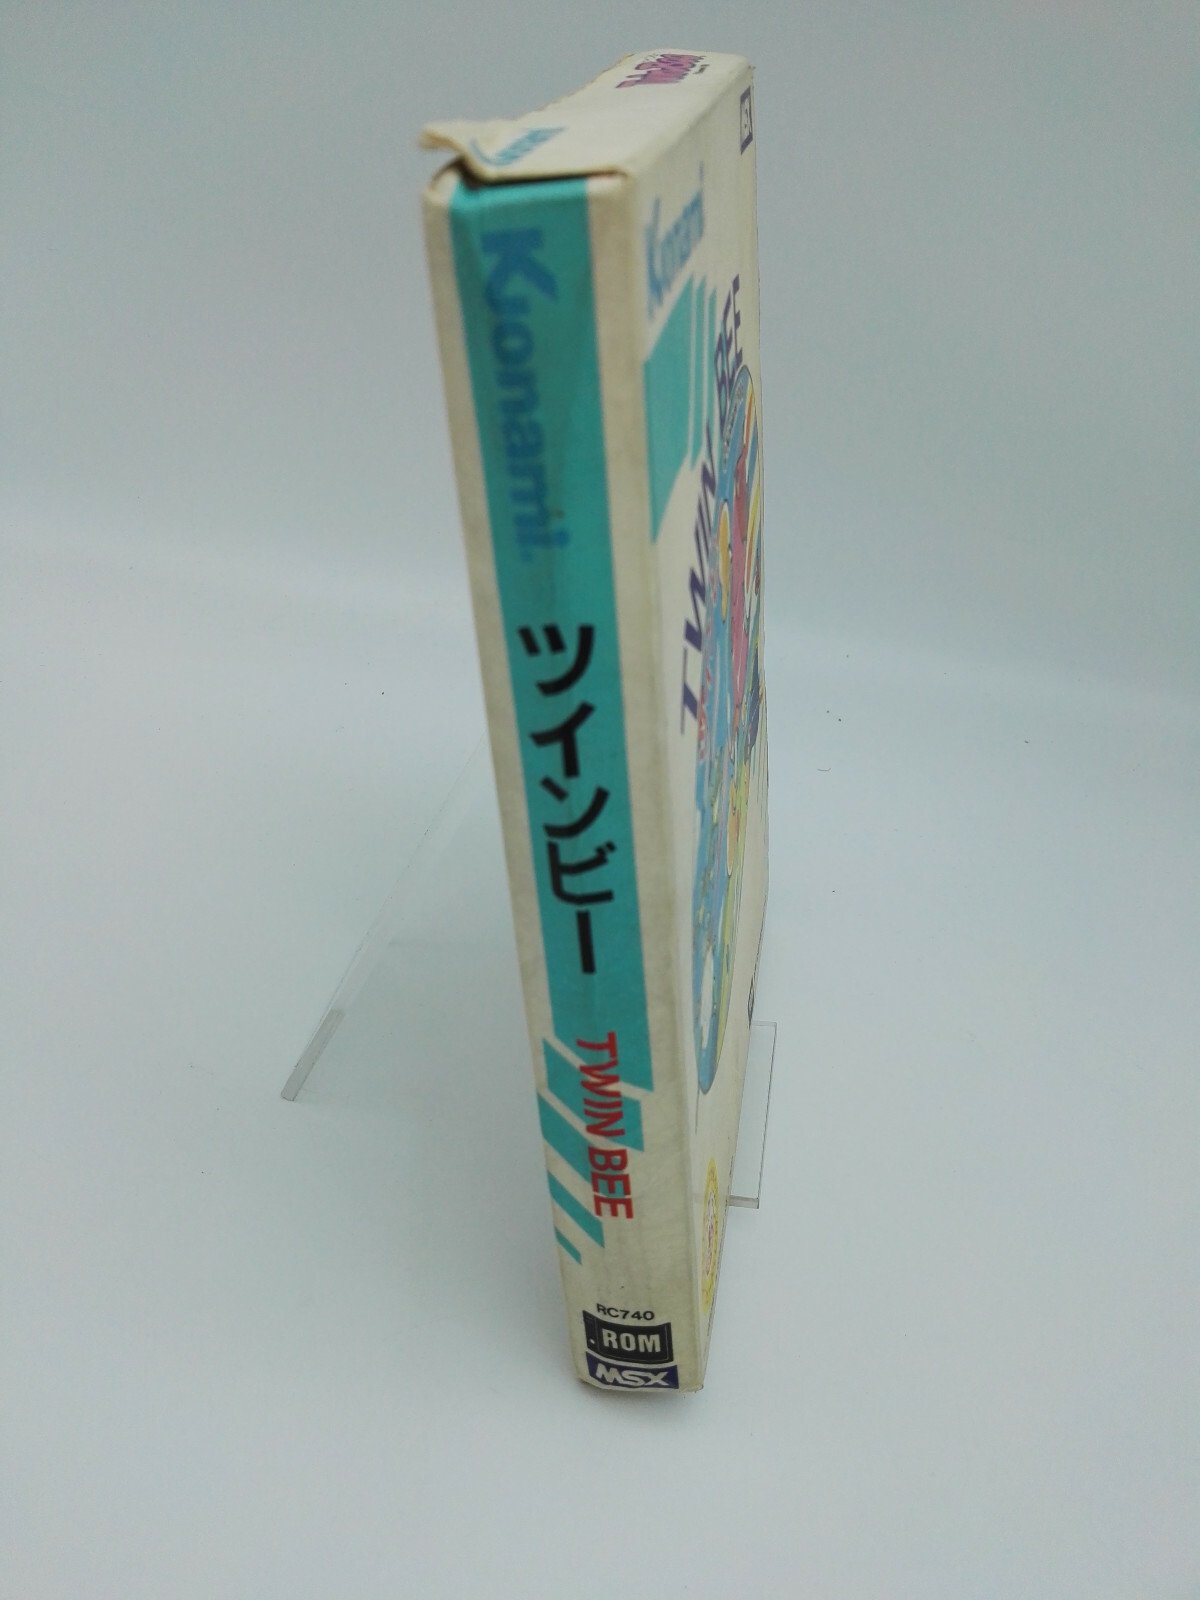 Konami
ツインビー
TWIN BEE
RC740
ROM
MSX
Konami
TWIN BEE